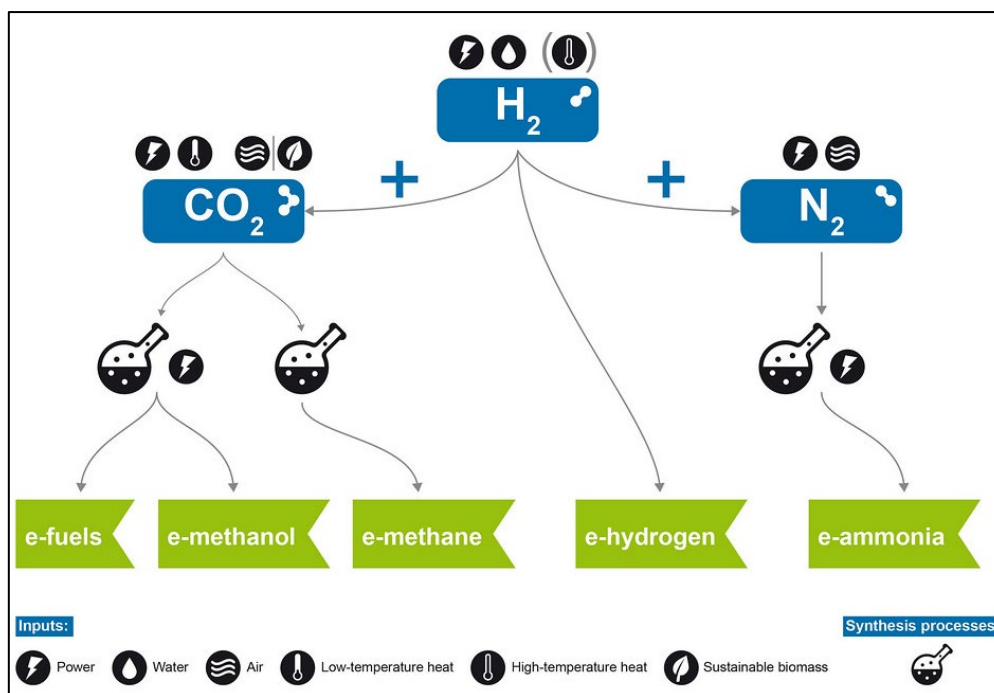 H2
+
+
CO2
N2
e-fuels
e-methanol
e-methane
e-hydrogen
e-ammonia
Inputs:
Synthesis processes
Power
Water
Air
Low-temperature heat
High-temperature heat
Sustainable biomass